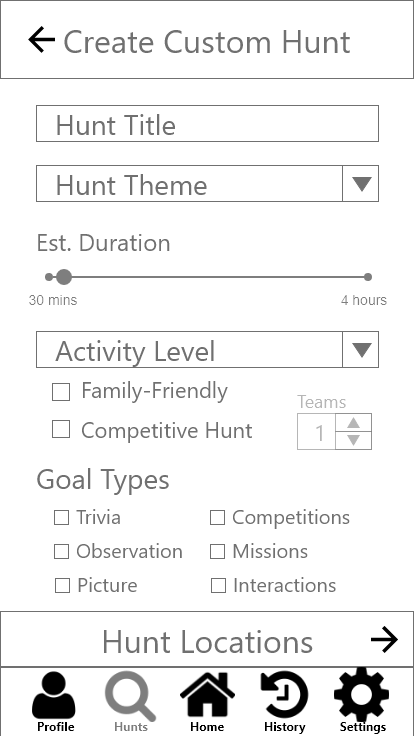 Create Custom Hunt
Hunt Title
Hunt Theme
Est. Duration
30 mins 4 hours
Activity Level
Family-Friendly
Competitive Hunt
Teams
1
Goal Types
Trivia Competitions
Observation Missions
Picture Interactions
Hunt Locations
Profile Hunts Home History Settings